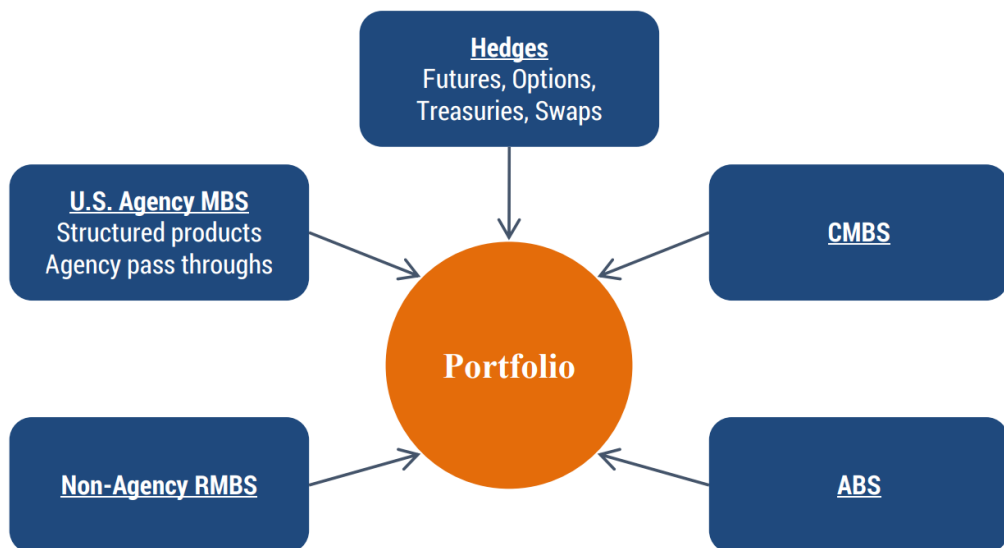 Hedges
Futures, Options,
Treasuries, Swaps
U.S. Agency MBS
Structured products
Agency pass throughs
CMBS
Portfolio
Non-Agency RMBS
ABS